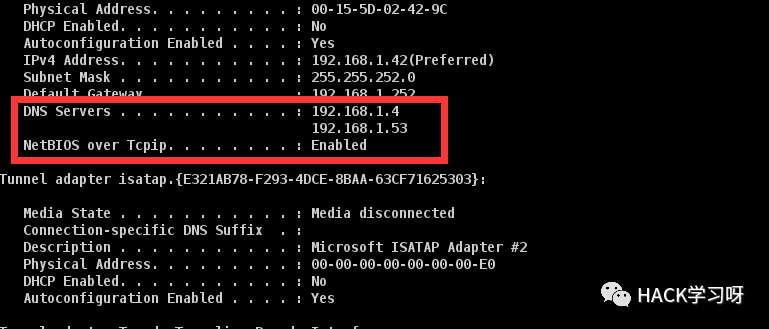 Physical Address. . . . . . . . . : 00-15-5D-02-42-9C
DHCP Enabled. . . . . . . . . . . : No
Autoconfiguration Enabled . . . . : Yes
IPv4 Address. . . . . . . . . . . : 192.168.1.42(Preferred)
Subnet Mask . . . . . . . . . . . : 255.255.252.0
Default Gateway . . . . . . . . . : 192.168.1.252
DNS Servers . . . . . . . . . . . : 192.168.1.4
192.168.1.53
NetBIOS over Tcpip. . . . . . . . : Enabled
Tunnel adapter isatap.{E321AB78-F293-4DCE-8BAA-63CF71625303}:
Media State . . . . . . . . . . . : Media disconnected
Connection-specific DNS Suffix  . :
Description . . . . . . . . . . . : Microsoft ISATAP Adapter #2
Physical Address. . . . . . . . . : 00-00-00-00-00-00-00-E0
DHCP Enabled. . . . . . . . . . . : No
Autoconfiguration Enabled . . . . : Yes
HACK学习呀